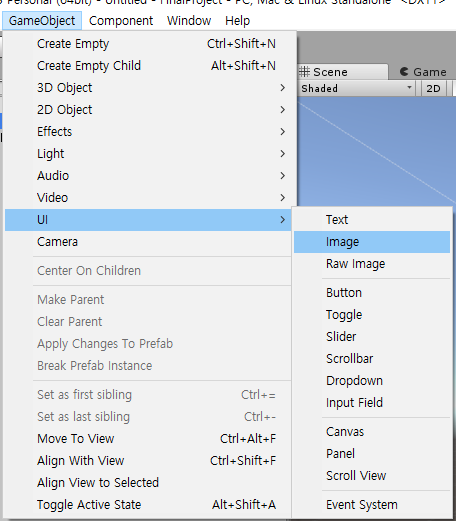 Personal (64bit) - Untitled - FinalProject - PC, Mac & Linux Standalone <DX11>
GameObject Component Window Help
Create Empty Ctrl+Shift+N
Create Empty Child Alt+Shift+N
3D Object
2D Object
Effects
Light
Audio
Video
UI
Camera
Center On Children
Make Parent
Clear Parent
Apply Changes To Prefab
Break Prefab Instance
Set as first sibling Ctrl+=
Set as last sibling Ctrl+-
Move To View Ctrl+Alt+F
Align With View Ctrl+Shift+F
Align View to Selected
Toggle Active State Alt+Shift+A
Scene Game
Shaded 2D
Text
Image
Raw Image
Button
Toggle
Slider
Scrollbar
Dropdown
Input Field
Canvas
Panel
Scroll View
Event System